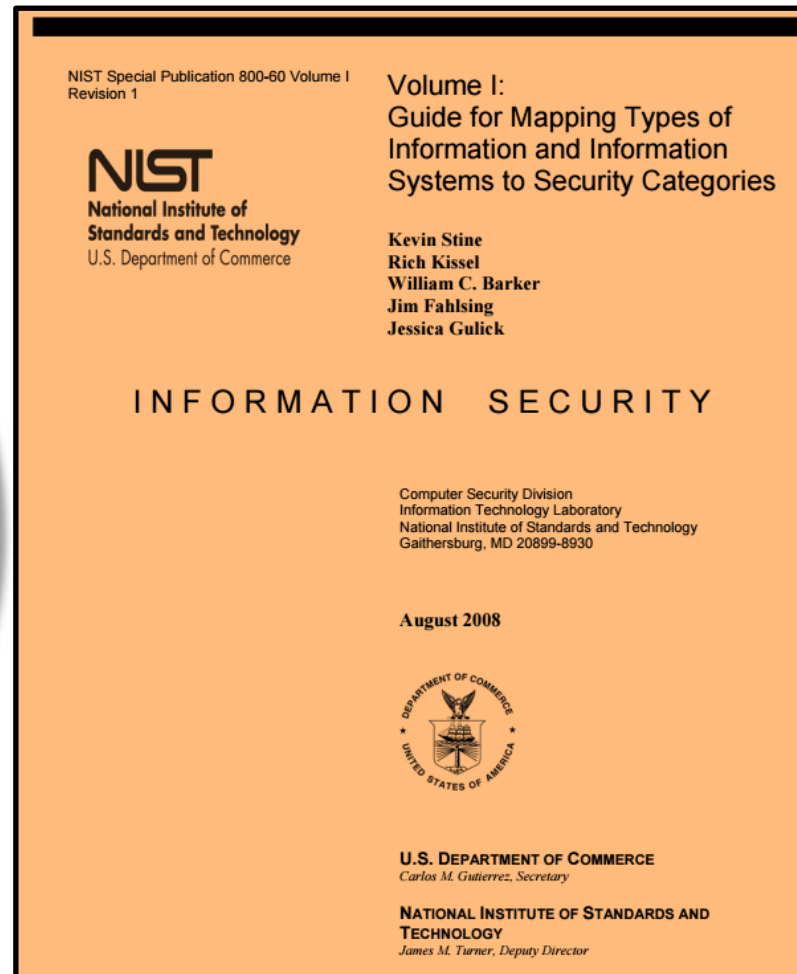 NIST Special Publication 800-60 Volume I
Revision 1
NIST
National Institute of
Standards and Technology
U.S. Department of Commerce
Volume I:
Guide for Mapping Types of
Information and Information
Systems to Security Categories
Kevin Stine
Rich Kissel
William C. Barker
Jim Fahlsing
Jessica Gulick
INFORMATION SECURITY
Computer Security Division
Information Technology Laboratory
National Institute of Standards and Technology
Gaithersburg, MD 20899-8930
August 2008
DEPARTMENT OF COMMERCE
UNITED STATES OF AMERICA
U.S. DEPARTMENT OF COMMERCE
Carlos M. Gutierrez, Secretary
NATIONAL INSTITUTE OF STANDARDS AND
TECHNOLOGY
James M. Turner, Deputy Director